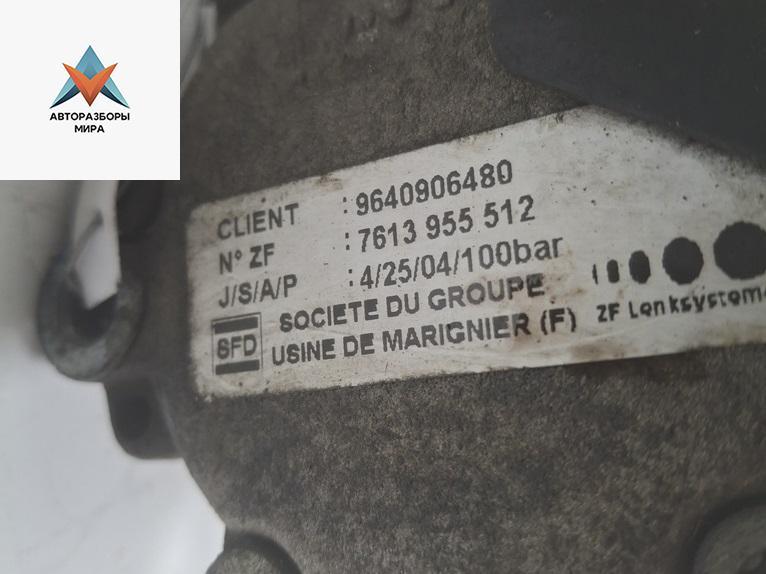 АВТОРАЗБОРЫ
МИРА
CLIENT : 9640906480
N° ZF : 7613 955 512
J/S/A/P : 4/25/04/100bar
SFD SOCIETE DU GROUPE
USINE DE MARIGNIER (F) ZF Lenksysteme